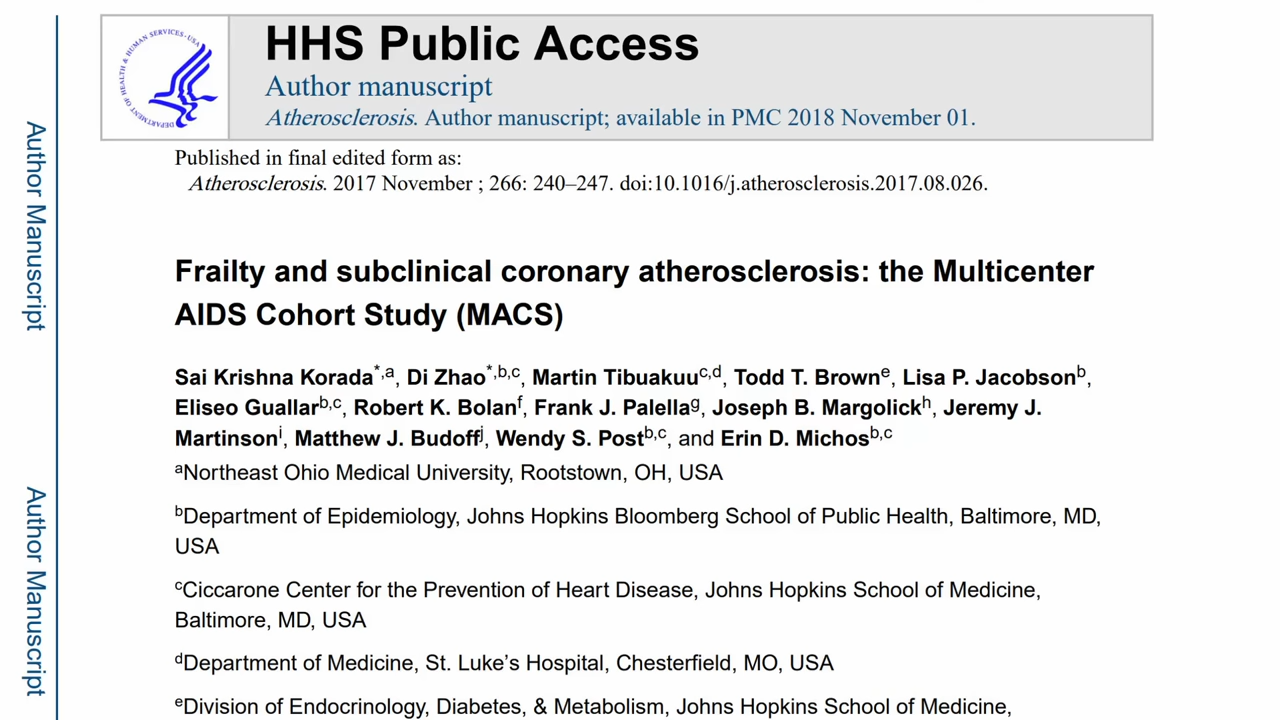 HHS Public Access
Author manuscript
Atherosclerosis. Author manuscript; available in PMC 2018 November 01.
DEPARTMENT OF HEALTH & HUMAN SERVICES · USA
Published in final edited form as:
Atherosclerosis. 2017 November ; 266: 240–247. doi:10.1016/j.atherosclerosis.2017.08.026.
Frailty and subclinical coronary atherosclerosis: the Multicenter
AIDS Cohort Study (MACS)
Sai Krishna Korada*,a, Di Zhao*,b,c, Martin Tibuakuuc,d, Todd T. Browne, Lisa P. Jacobsonb,
Eliseo Guallarb,c, Robert K. Bolanf, Frank J. Palellag, Joseph B. Margolickh, Jeremy J.
Martinsoni, Matthew J. Budoffj, Wendy S. Postb,c, and Erin D. Michosb,c
aNortheast Ohio Medical University, Rootstown, OH, USA
bDepartment of Epidemiology, Johns Hopkins Bloomberg School of Public Health, Baltimore, MD,
USA
cCiccarone Center for the Prevention of Heart Disease, Johns Hopkins School of Medicine,
Baltimore, MD, USA
dDepartment of Medicine, St. Luke’s Hospital, Chesterfield, MO, USA
eDivision of Endocrinology, Diabetes, & Metabolism, Johns Hopkins School of Medicine,
Author Manuscript
Author Manuscript